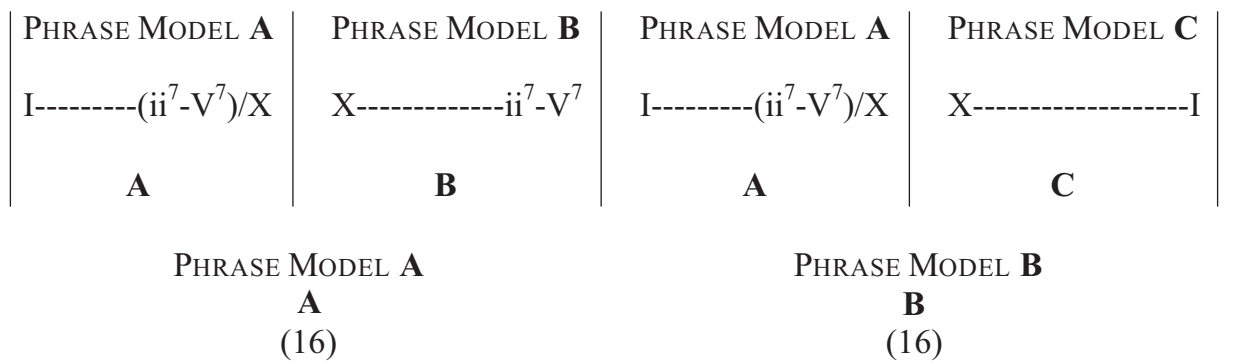 PHRASE MODEL A PHRASE MODEL B PHRASE MODEL A PHRASE MODEL C
I---------(ii⁷-V⁷)/X X-------------ii⁷-V⁷ I---------(ii⁷-V⁷)/X X------------------I
A B A C
PHRASE MODEL A PHRASE MODEL B
A B
(16) (16)